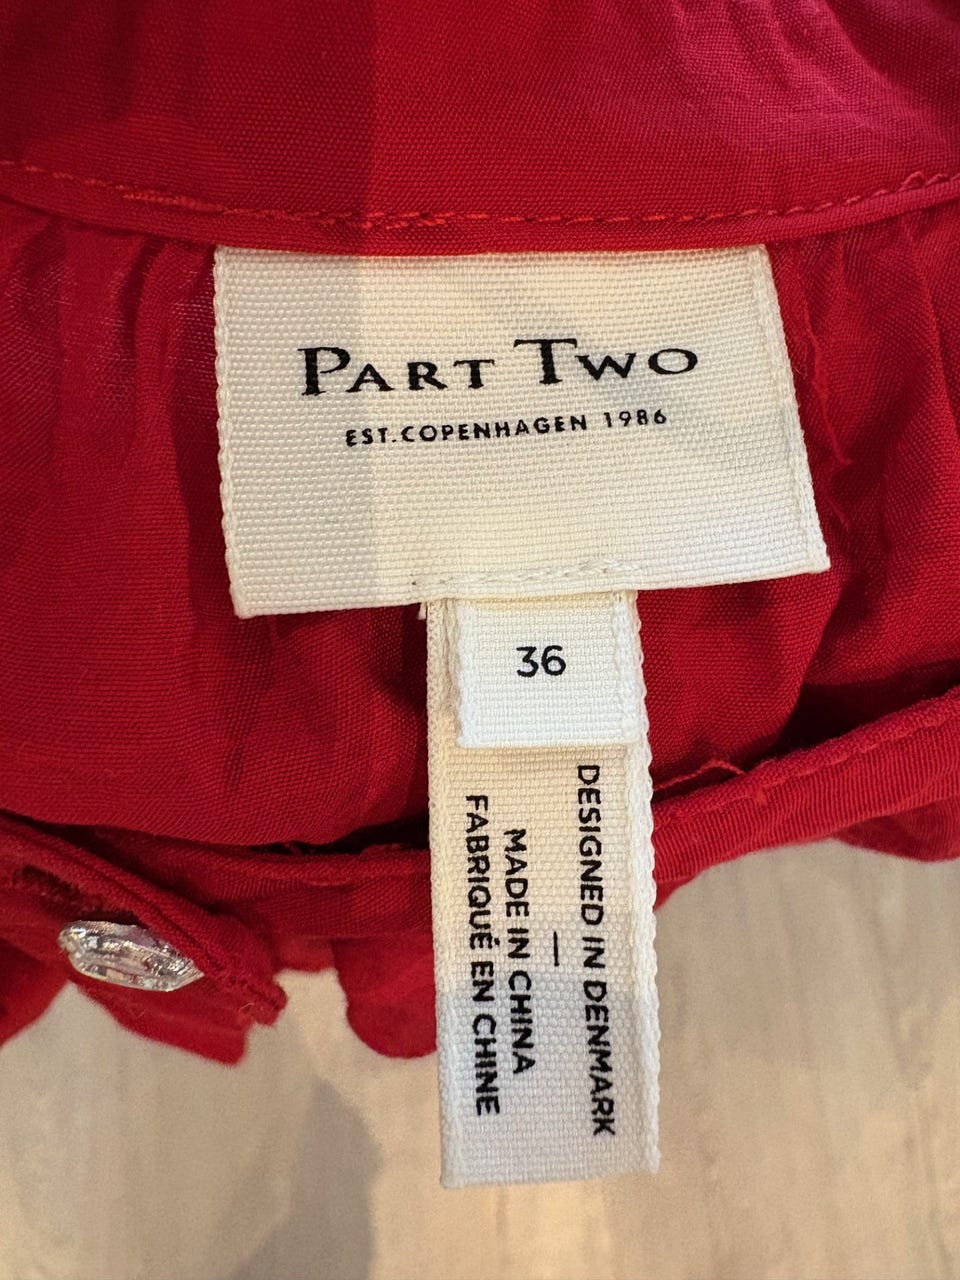 PART TWO
EST.COPENHAGEN 1986
36
DESIGNED IN DENMARK
—
MADE IN CHINA
FABRIQUÉ EN CHINE